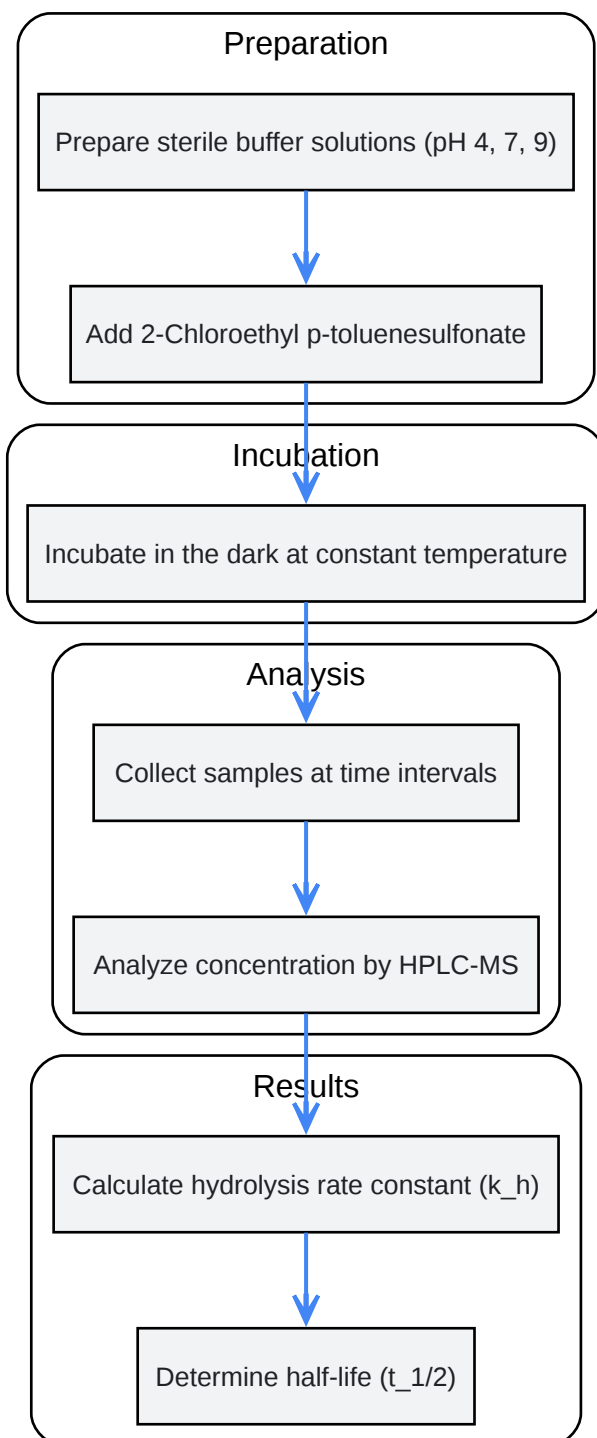 Preparation
Prepare sterile buffer solutions (pH 4, 7, 9)
Add 2-Chloroethyl p-toluenesulfonate
Incubation
Incubate in the dark at constant temperature
Analysis
Collect samples at time intervals
Analyze concentration by HPLC-MS
Results
Calculate hydrolysis rate constant (k_h)
Determine half-life (t_1/2)